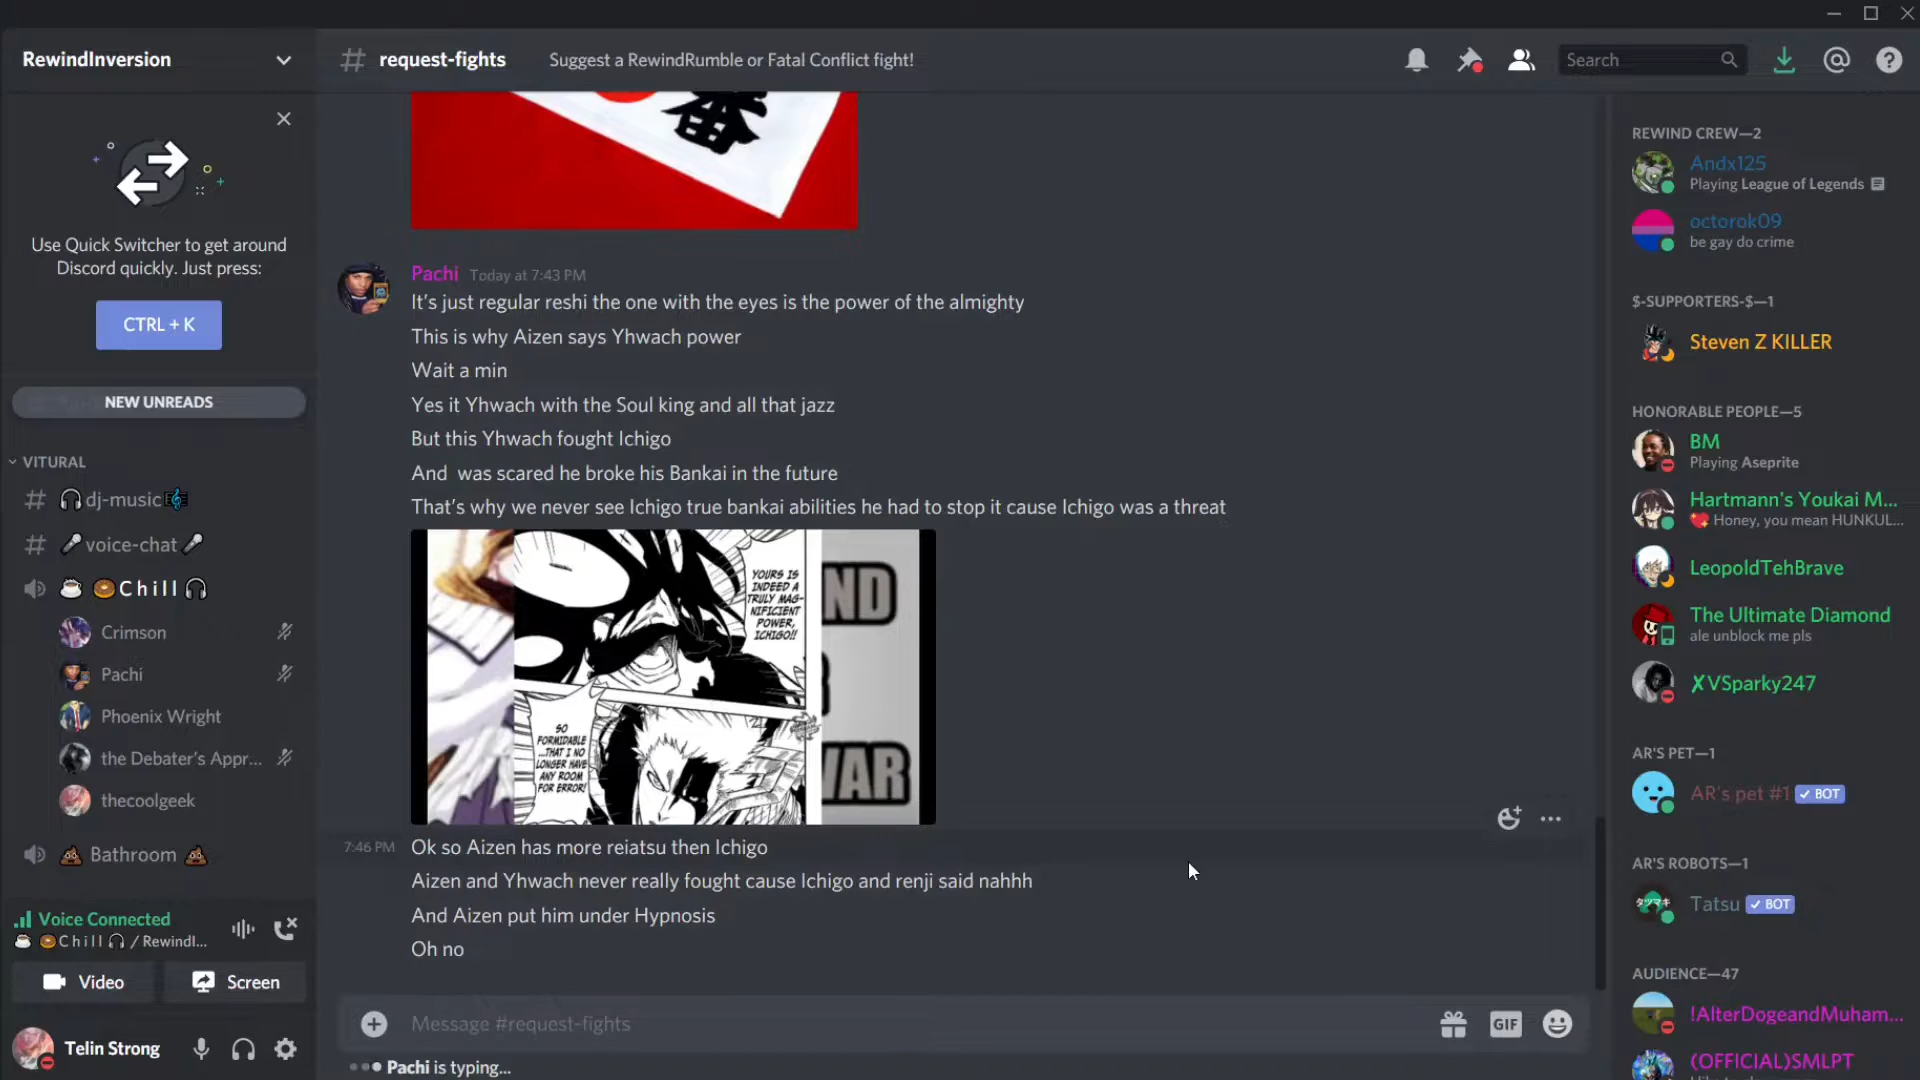 RewindInversion
request-fights
Suggest a RewindRumble or Fatal Conflict fight!
Search
Use Quick Switcher to get around
Discord quickly. Just press:
CTRL + K
NEW UNREADS
VITURAL
dj-music
voice-chat
Chill
Crimson
Pachi
Phoenix Wright
the Debater's Appr...
thecoolgeek
Bathroom
Voice Connected
Chill / RewindI...
Video
Screen
Telin Strong
番
Pachi Today at 7:43 PM
It's just regular reshi the one with the eyes is the power of the almighty
This is why Aizen says Yhwach power
Wait a min
Yes it Yhwach with the Soul king and all that jazz
But this Yhwach fought Ichigo
And was scared he broke his Bankai in the future
That's why we never see Ichigo true bankai abilities he had to stop it cause Ichigo was a threat
YOURS IS
INDEED A
TRULY MAG-
NIFICIENT
POWER,
ICHIGO!!
SO
FORMIDABLE
...THAT I NO
LONGER HAVE
ANY ROOM
FOR ERROR!
ND
WAR
7:46 PM Ok so Aizen has more reiatsu then Ichigo
Aizen and Yhwach never really fought cause Ichigo and renji said nahhh
And Aizen put him under Hypnosis
Oh no
Message #request-fights
GIF
Pachi is typing...
REWIND CREW—2
Andx125
Playing League of Legends
octorok09
be gay do crime
$-SUPPORTERS-$—1
Steven Z KILLER
HONORABLE PEOPLE—5
BM
Playing Aseprite
Hartmann's Youkai M...
Honey, you mean HUNKUL...
LeopoldTehBrave
The Ultimate Diamond
ale unblock me pls
✗VSparky247
AR'S PET—1
AR's pet #1 BOT
AR'S ROBOTS—1
Tatsu BOT
AUDIENCE—47
!AlterDogeandMuham...
(OFFICIAL)SMLPT